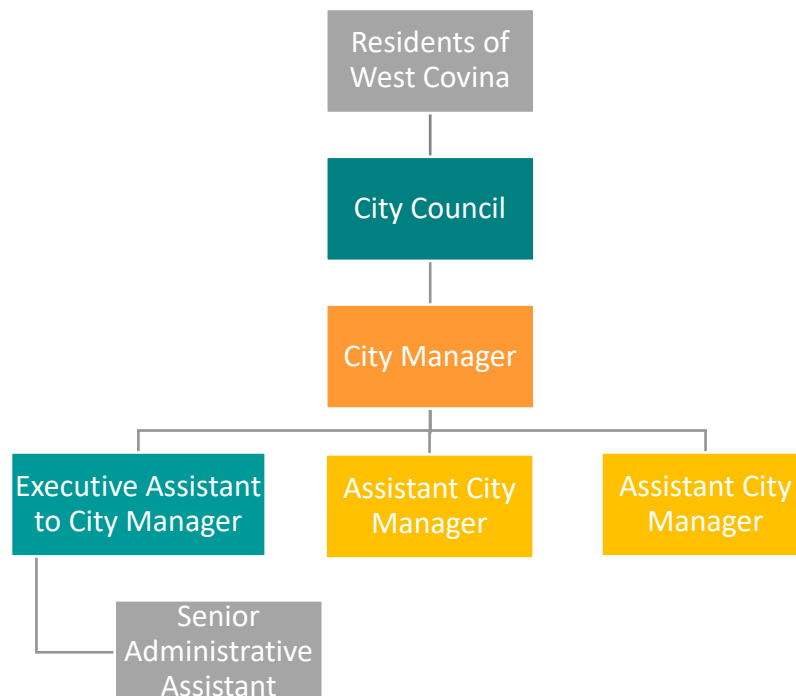 Residents of
West Covina
City Council
City Manager
Executive Assistant
to City Manager
Assistant City
Manager
Assistant City
Manager
Senior
Administrative
Assistant